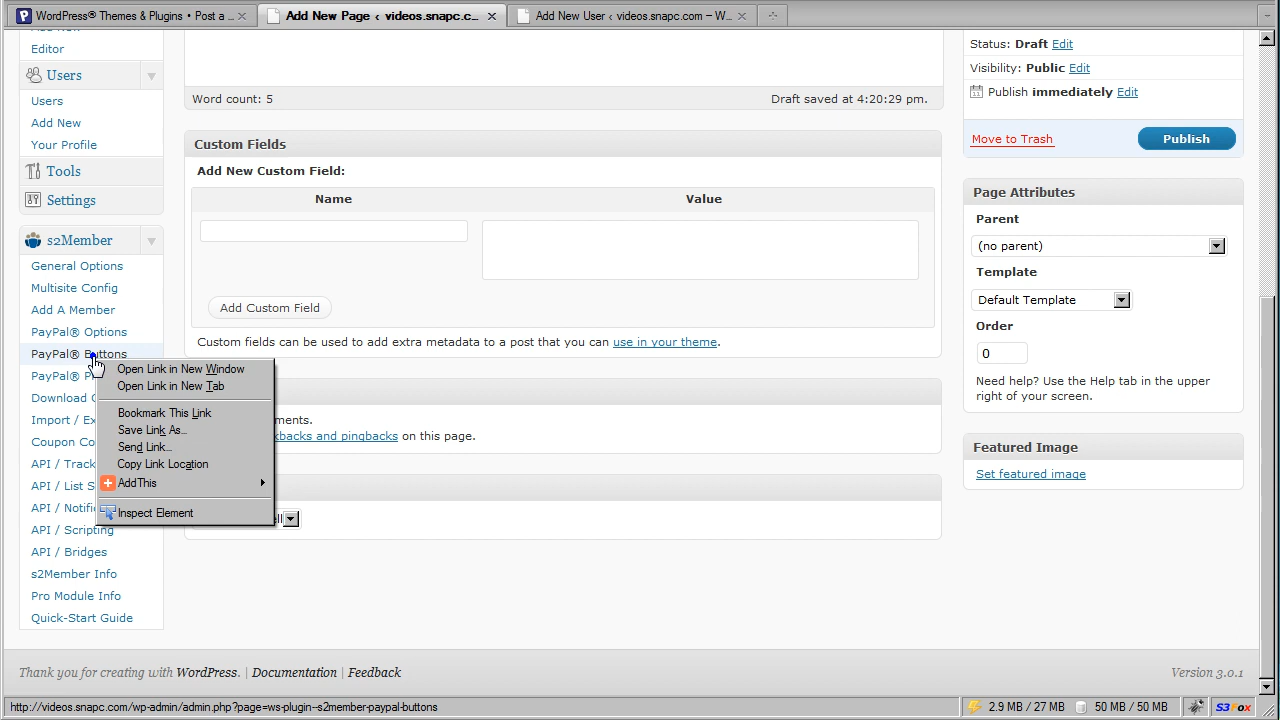 WordPress® Themes & Plugins • Post a ...
Add New Page ‹ videos.snapc.c...
Add New User ‹ videos.snapc.com – W...
Editor
Users
Users
Add New
Your Profile
Tools
Settings
s2Member
General Options
Multisite Config
Add A Member
PayPal® Options
PayPal® Buttons
PayPal® P
Download
Import / Ex
Coupon Co
API / Track
API / List S
API / Notifi
API / Scripting
API / Bridges
s2Member Info
Pro Module Info
Quick-Start Guide
Open Link in New Window
Open Link in New Tab
Bookmark This Link
Save Link As...
Send Link...
Copy Link Location
AddThis
Inspect Element
Word count: 5
Draft saved at 4:20:29 pm.
Custom Fields
Add New Custom Field:
Name
Value
Add Custom Field
Custom fields can be used to add extra metadata to a post that you can use in your theme.
ments.
kbacks and pingbacks on this page.
Status: Draft Edit
Visibility: Public Edit
Publish immediately Edit
Move to Trash
Publish
Page Attributes
Parent
(no parent)
Template
Default Template
Order
0
Need help? Use the Help tab in the upper
right of your screen.
Featured Image
Set featured image
Thank you for creating with WordPress. | Documentation | Feedback
Version 3.0.1
http://videos.snapc.com/wp-admin/admin.php?page=ws-plugin--s2member-paypal-buttons
2.9 MB / 27 MB
50 MB / 50 MB
S3Fox